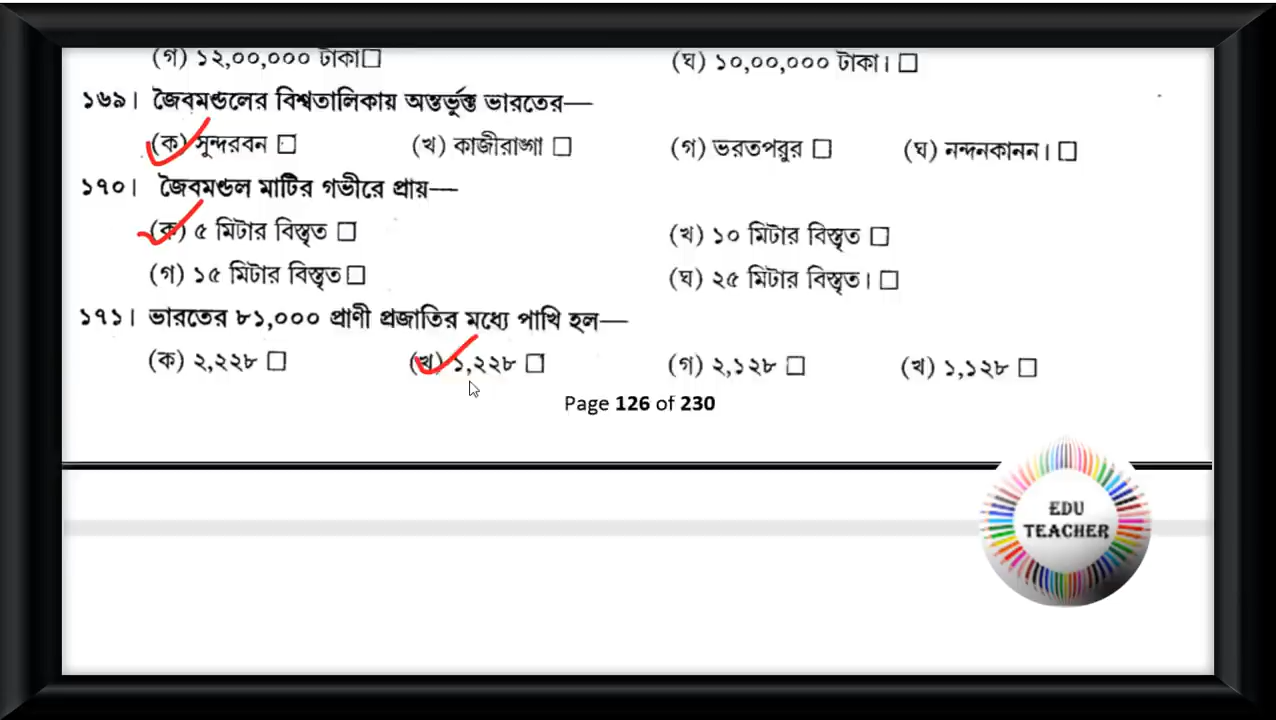 (গ) ১২,০০,০০০ টাকা□ (ঘ) ১০,০০,০০০ টাকা। □
১৬৯। জৈবমণ্ডলের বিশ্বতালিকায় অন্তর্ভুক্ত ভারতের—
(ক) সুন্দরবন □ (খ) কাজীরাঙ্গা □ (গ) ভরতপুর □ (ঘ) নন্দনকানন। □
১৭০। জৈবমণ্ডল মাটির গভীরে প্রায়—
(ক) ৫ মিটার বিস্তৃত □ (খ) ১০ মিটার বিস্তৃত □
(গ) ১৫ মিটার বিস্তৃত □ (ঘ) ২৫ মিটার বিস্তৃত। □
১৭১। ভারতের ৮১,০০০ প্রাণী প্রজাতির মধ্যে পাখি হল—
(ক) ২,২২৮ □ (খ) ১,২২৮ □ (গ) ২,১২৮ □ (খ) ১,১২৮ □
Page 126 of 230
EDU
TEACHER